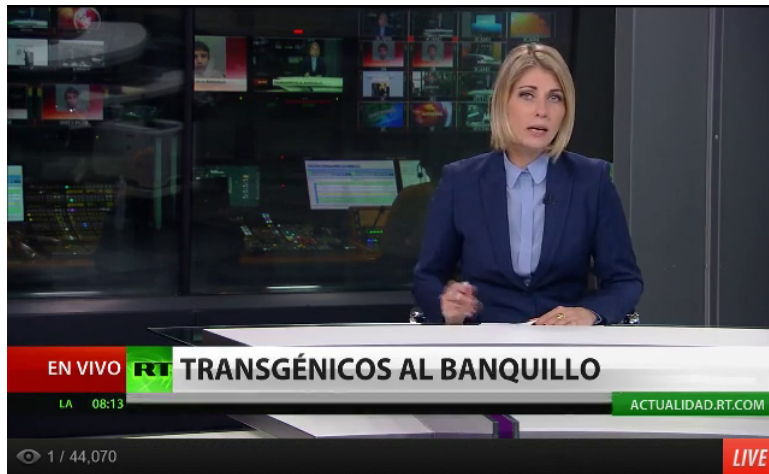 EN VIVO RT TRANSGÉNICOS AL BANQUILLO
LA 08:13
ACTUALIDAD.RT.COM
1 / 44,070
LIVE